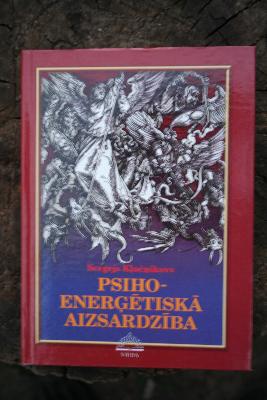 Sergejs Kļučņikovs
PSIHO-
ENERĢĒTISKĀ
AIZSARDZĪBA